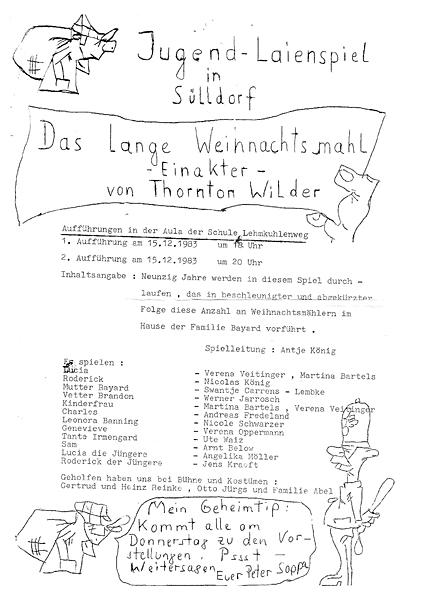 Jugend-Laienspiel
in
Sülldorf
Das Lange Weihnachtsmahl
- Einakter -
von Thornton Wilder
Aufführungen in der Aula der Schule Lehmkuhlenweg
1. Aufführung am 15.12.1983 um 18 Uhr
2. Aufführung am 15.12.1983 um 20 Uhr
Inhaltsangabe : Neunzig Jahre werden in diesem Spiel durch -
laufen , das in beschleunigter und abgekürzter
Folge diese Anzahl an Weihnachtsmählern im
Hause der Familie Bayard vorführt .
Spielleitung : Antje König
Es spielen :
Lucia - Verena Veitinger , Martina Bartels
Roderick - Nicolas König
Mutter Bayard - Swantje Carrens - Lembke
Vetter Brandon - Werner Jarrosch
Kinderfrau - Martina Bartels , Verena Veitinger
Charles - Andreas Fredeland
Leonora Banning - Nicole Schwarzer
Genevieve - Verena Oppermann
Tante Irmengard - Ute Waiz
Sam - Arnt Below
Lucia die Jüngere - Angelika Möller
Roderick der Jüngere - Jens Krauft
Geholfen haben uns bei Bühne und Kostümen :
Gertrud und Heinz Reinke , Otto Jürgs und Familie Abel
Mein Geheimtip:
Kommt alle am
Donnerstag zu den Vor-
stellungen. Pssst -
Weitersagen Euer Peter Soppa